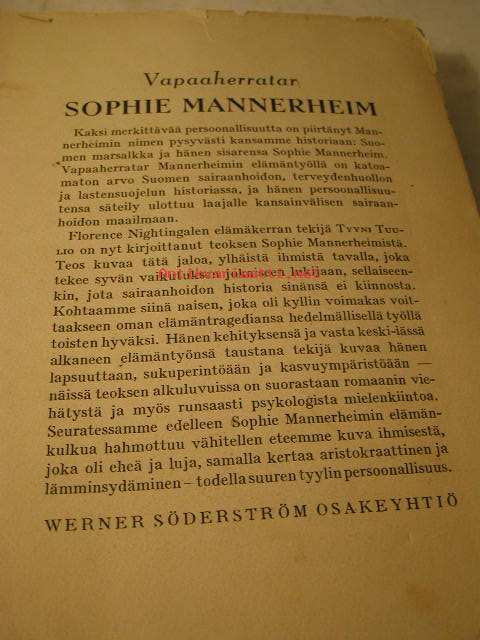 Vapaaherratar
SOPHIE MANNERHEIM
Kaksi merkittävää persoonallisuutta on piirtänyt Man-
nerheimin nimen pysyvästi kansamme historiaan: Suo-
men marsalkka ja hänen sisarensa Sophie Mannerheim.
Vapaaherratar Mannerheimin elämäntyöllä on katoa-
maton arvo Suomen sairaanhoidon, terveydenhuollon
ja lastensuojelun historiassa, ja hänen persoonallisuu-
tensa säteily ulottuu laajalle kansainvälisen sairaan-
hoidon maailmaan.
Florence Nightingalen elämäkerran tekijä TYYNI TUU-
LIO on nyt kirjoittanut teoksen Sophie Mannerheimistä.
Teos kuvaa tätä jaloa, ylhäistä ihmistä tavalla, joka
tekee syvän vaikutuksen jokaiseen lukijaan, sellaiseen-
kin, jota sairaanhoidon historia sinänsä ei kiinnosta.
Kohtaamme siinä naisen, joka oli kyllin voimakas voit-
taakseen oman elämäntragediansa hedelmällisellä työllä
toisten hyväksi. Hänen kehityksensä ja vasta keski-iässä
alkaneen elämäntyönsä taustana tekijä kuvaa hänen
lapsuuttaan, sukuperintöään ja kasvuympäristöään —
näissä teoksen alkuluvuissa on suorastaan romaanin vie-
hätystä ja myös runsaasti psykologista mielenkiintoa.
Seuratessamme edelleen Sophie Mannerheimin elämän-
kulkua hahmottuu vähitellen eteemme kuva ihmisestä,
joka oli eheä ja luja, samalla kertaa aristokraattinen ja
lämminsydäminen – todella suuren tyylin persoonallisuus.
WERNER SÖDERSTRÖM OSAKEYHTIÖ